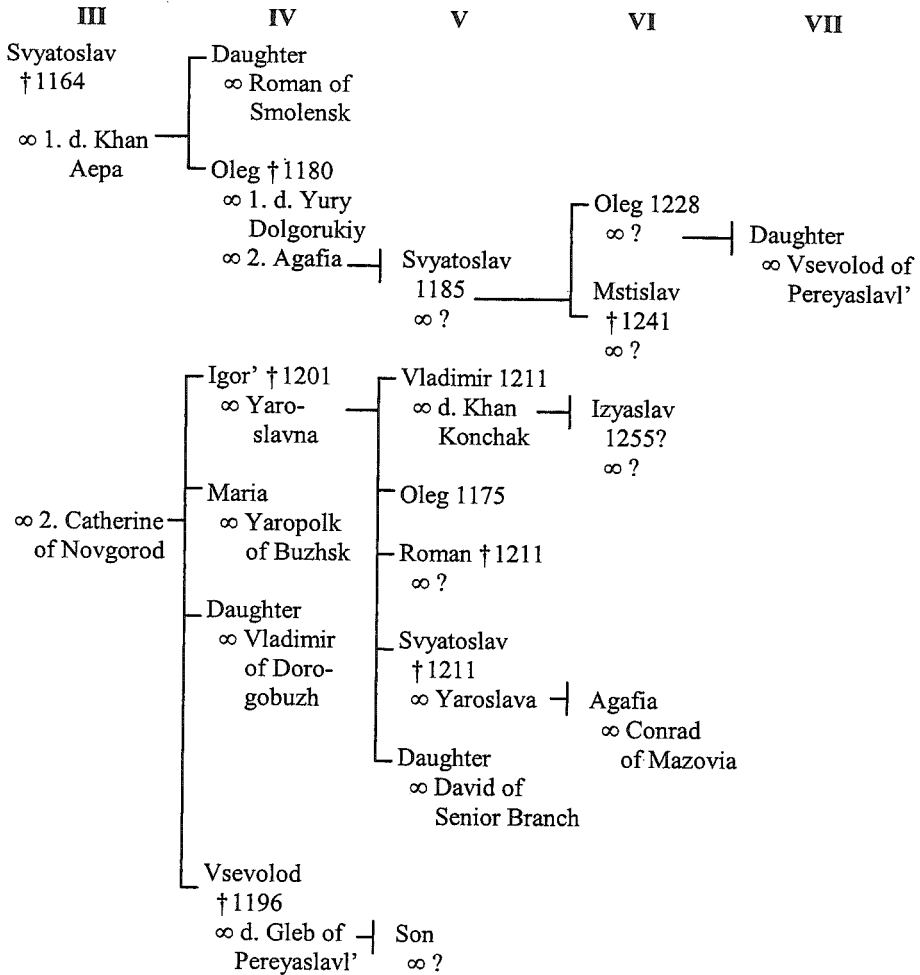 III IV V VI VII
Svyatoslav
† 1164
∞ 1. d. Khan
Aepa
Daughter
∞ Roman of
Smolensk
Oleg † 1180
∞ 1. d. Yury
Dolgorukiy
∞ 2. Agafia
Svyatoslav
1185
∞ ?
Oleg 1228
∞ ?
Mstislav
† 1241
∞ ?
Daughter
∞ Vsevolod of
Pereyaslavl'
∞ 2. Catherine
of Novgorod
Igor' † 1201
∞ Yaro-
slavna
Maria
∞ Yaropolk
of Buzhsk
Daughter
∞ Vladimir
of Doro-
gobuzh
Vsevolod
† 1196
∞ d. Gleb of
Pereyaslavl'
Vladimir 1211
∞ d. Khan
Konchak
Oleg 1175
Roman † 1211
∞ ?
Svyatoslav
† 1211
∞ Yaroslava
Daughter
∞ David of
Senior Branch
Son
∞ ?
Izyaslav
1255?
∞ ?
Agafia
∞ Conrad
of Mazovia